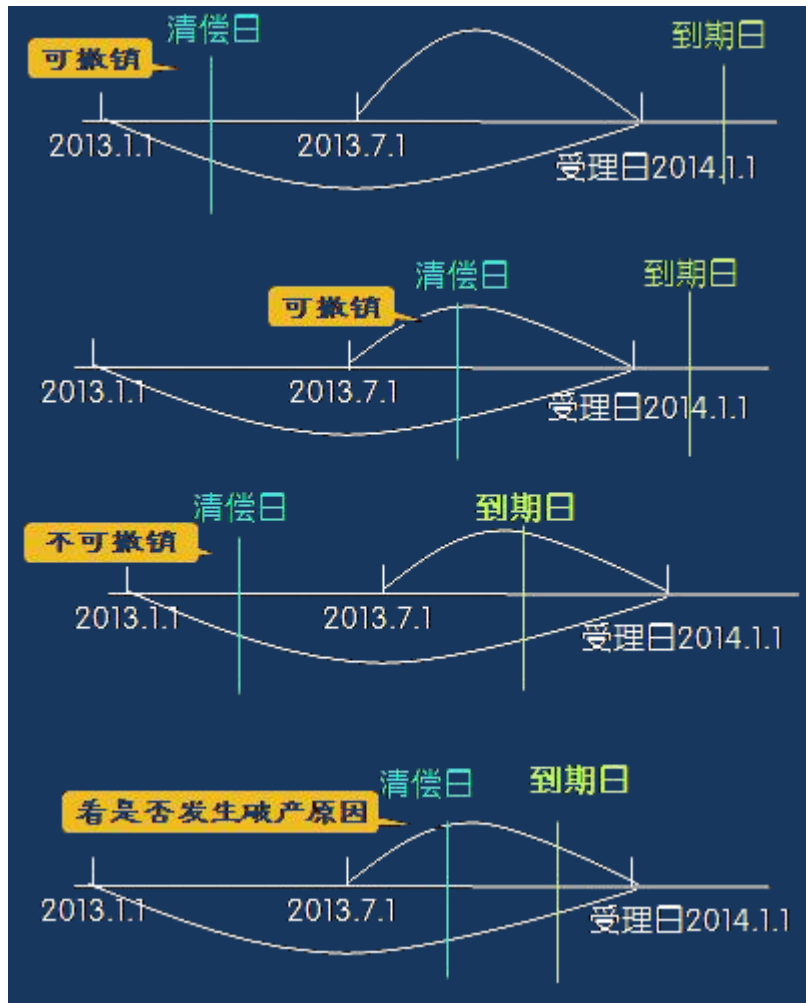 清偿日
到期日
可撤销
2013.1.1
2013.7.1
受理日2014.1.1
清偿日
到期日
可撤销
2013.1.1
2013.7.1
受理日2014.1.1
清偿日
到期日
不可撤销
2013.1.1
2013.7.1
受理日2014.1.1
清偿日
到期日
看是否发生破产原因
2013.1.1
2013.7.1
受理日2014.1.1